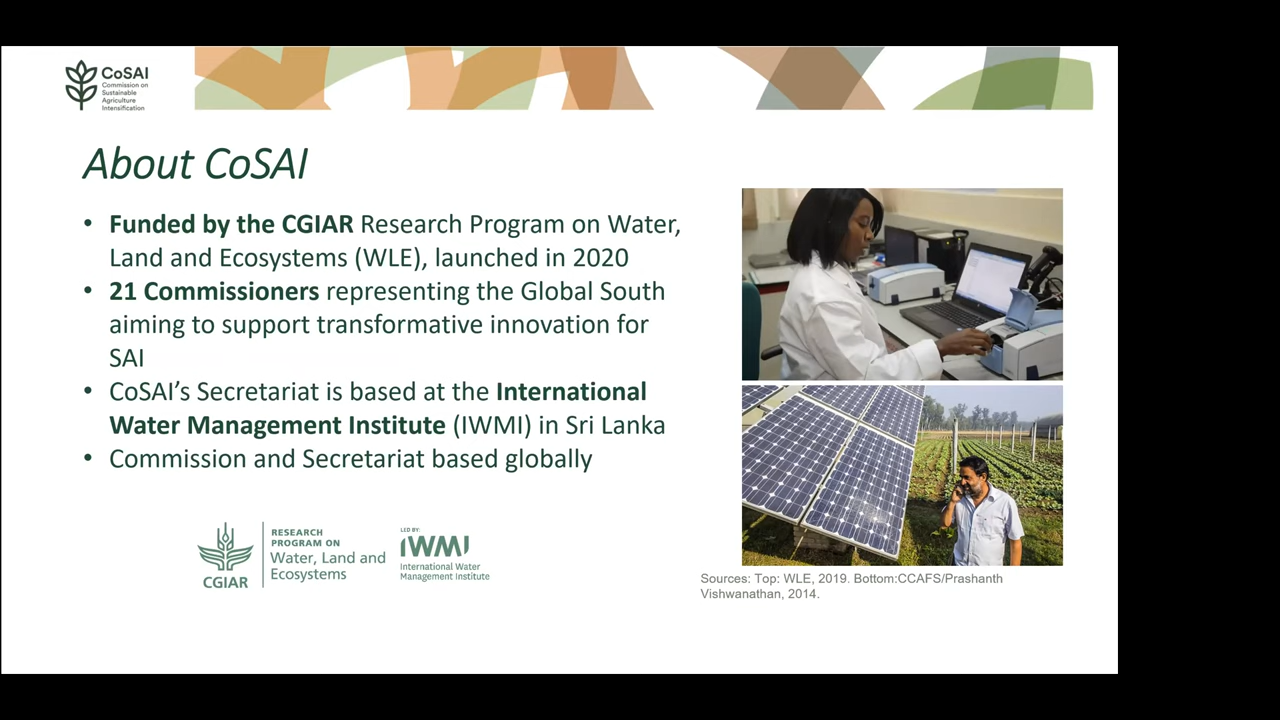 CoSAI
Commission on
Sustainable
Agriculture
Intensification
About CoSAI
• Funded by the CGIAR Research Program on Water,
Land and Ecosystems (WLE), launched in 2020
• 21 Commissioners representing the Global South
aiming to support transformative innovation for
SAI
• CoSAI’s Secretariat is based at the International
Water Management Institute (IWMI) in Sri Lanka
• Commission and Secretariat based globally
CGIAR
RESEARCH
PROGRAM ON
Water, Land and
Ecosystems
LED BY:
IWMI
International Water
Management Institute
Sources: Top: WLE, 2019. Bottom:CCAFS/Prashanth
Vishwanathan, 2014.